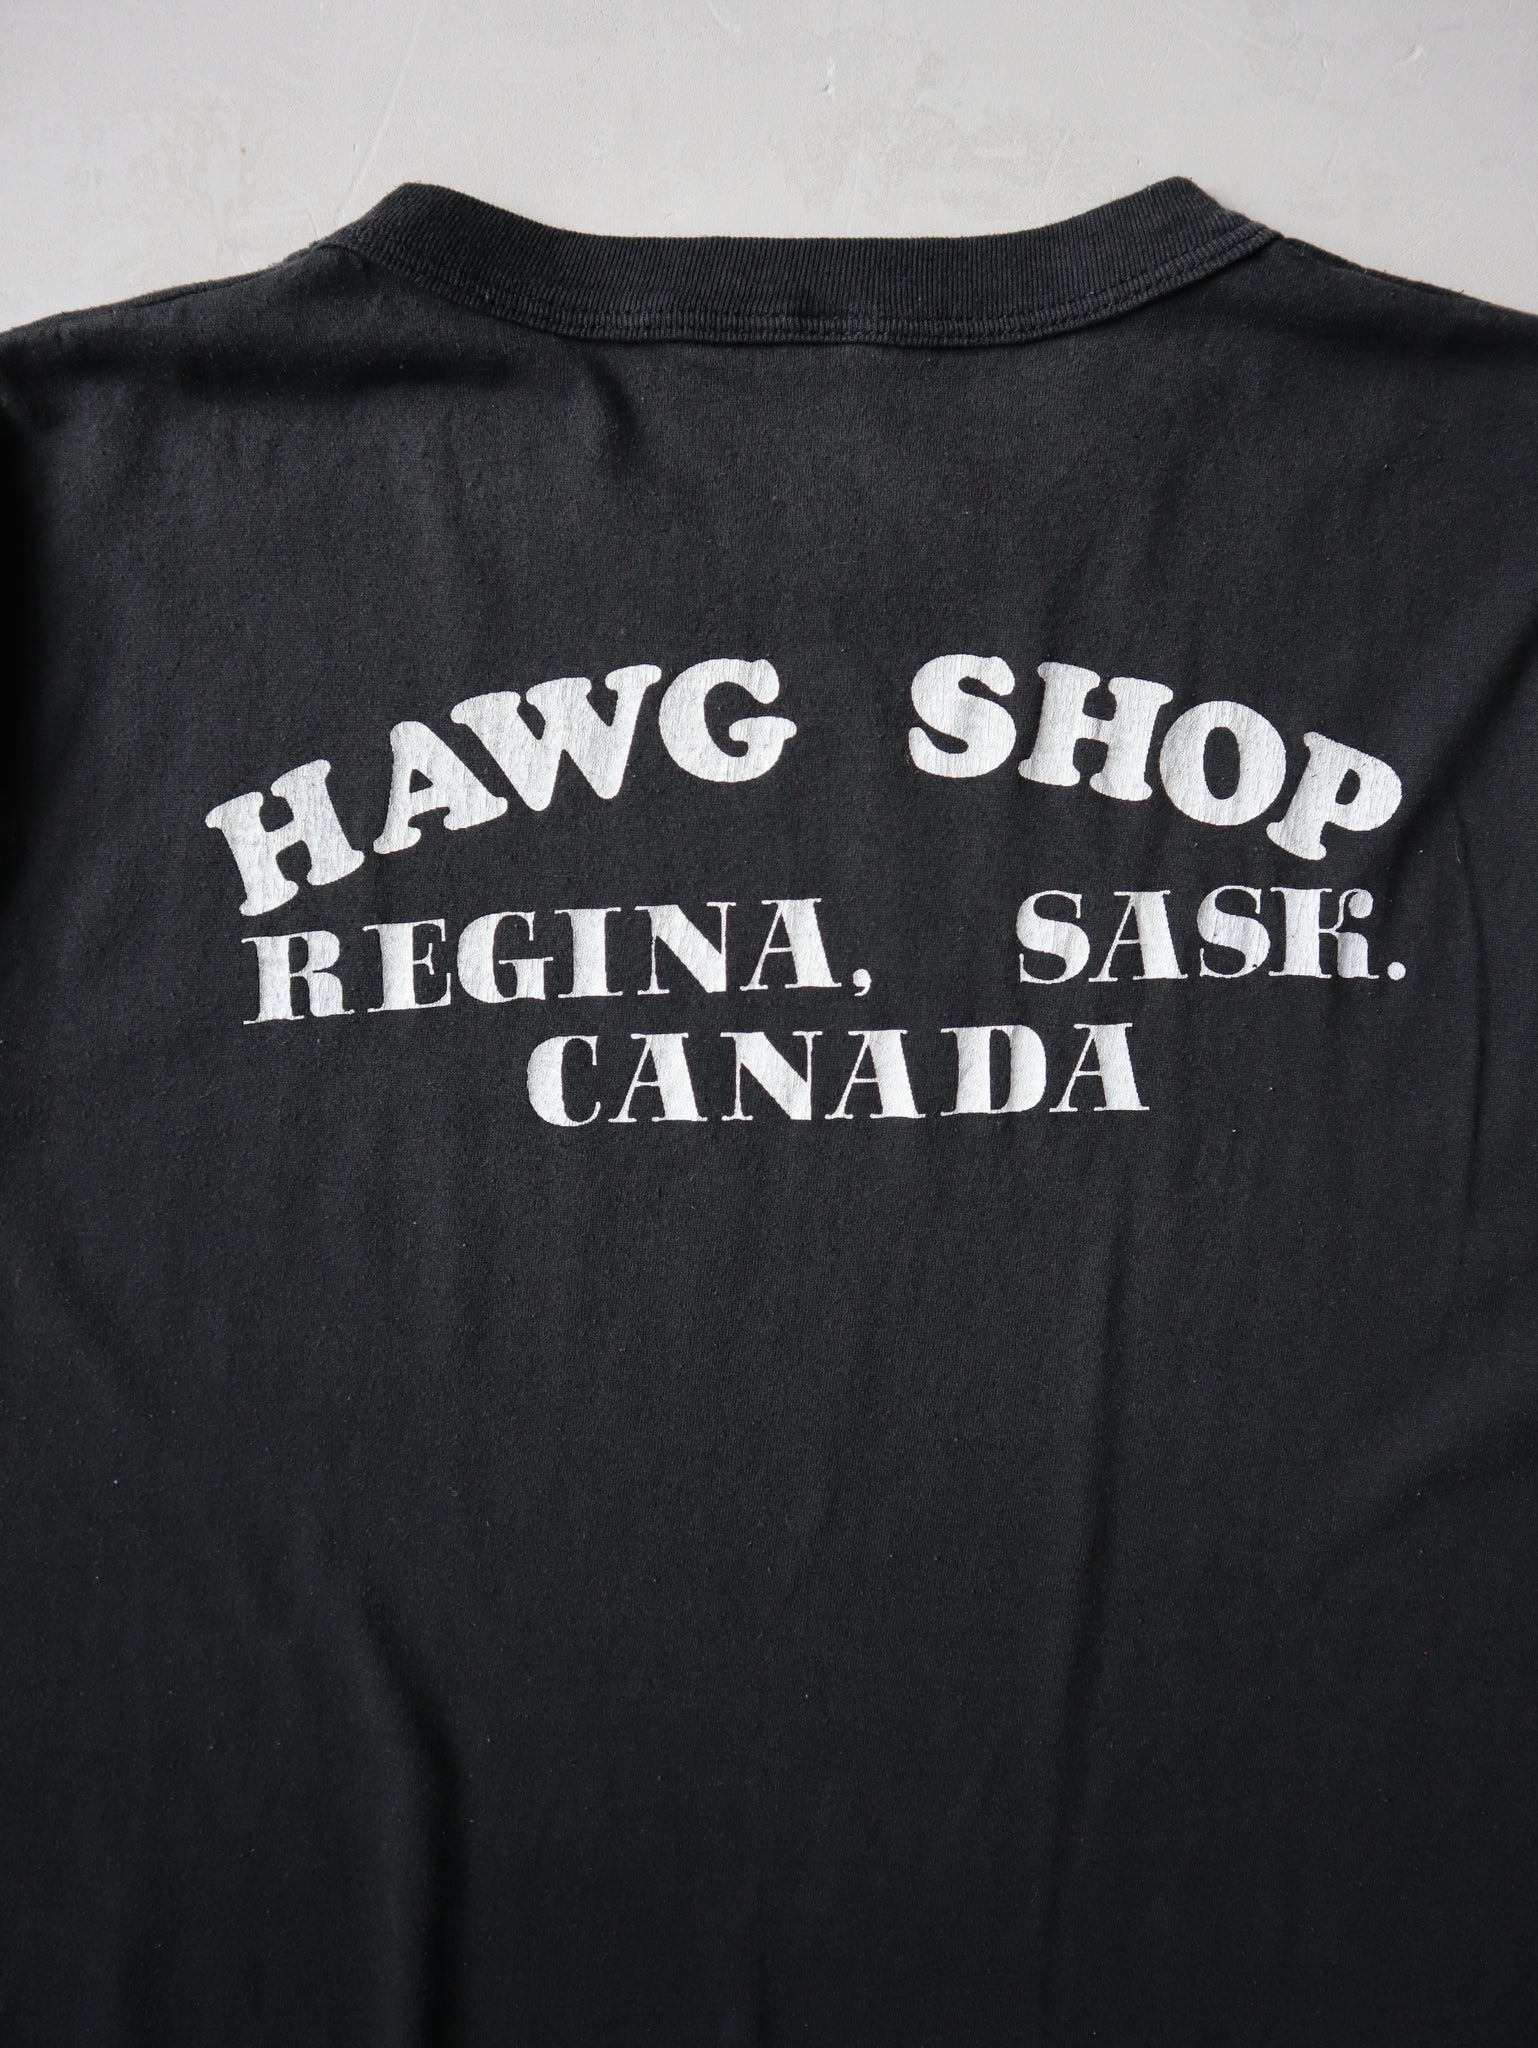 HAWG SHOP
REGINA, SASK.
CANADA